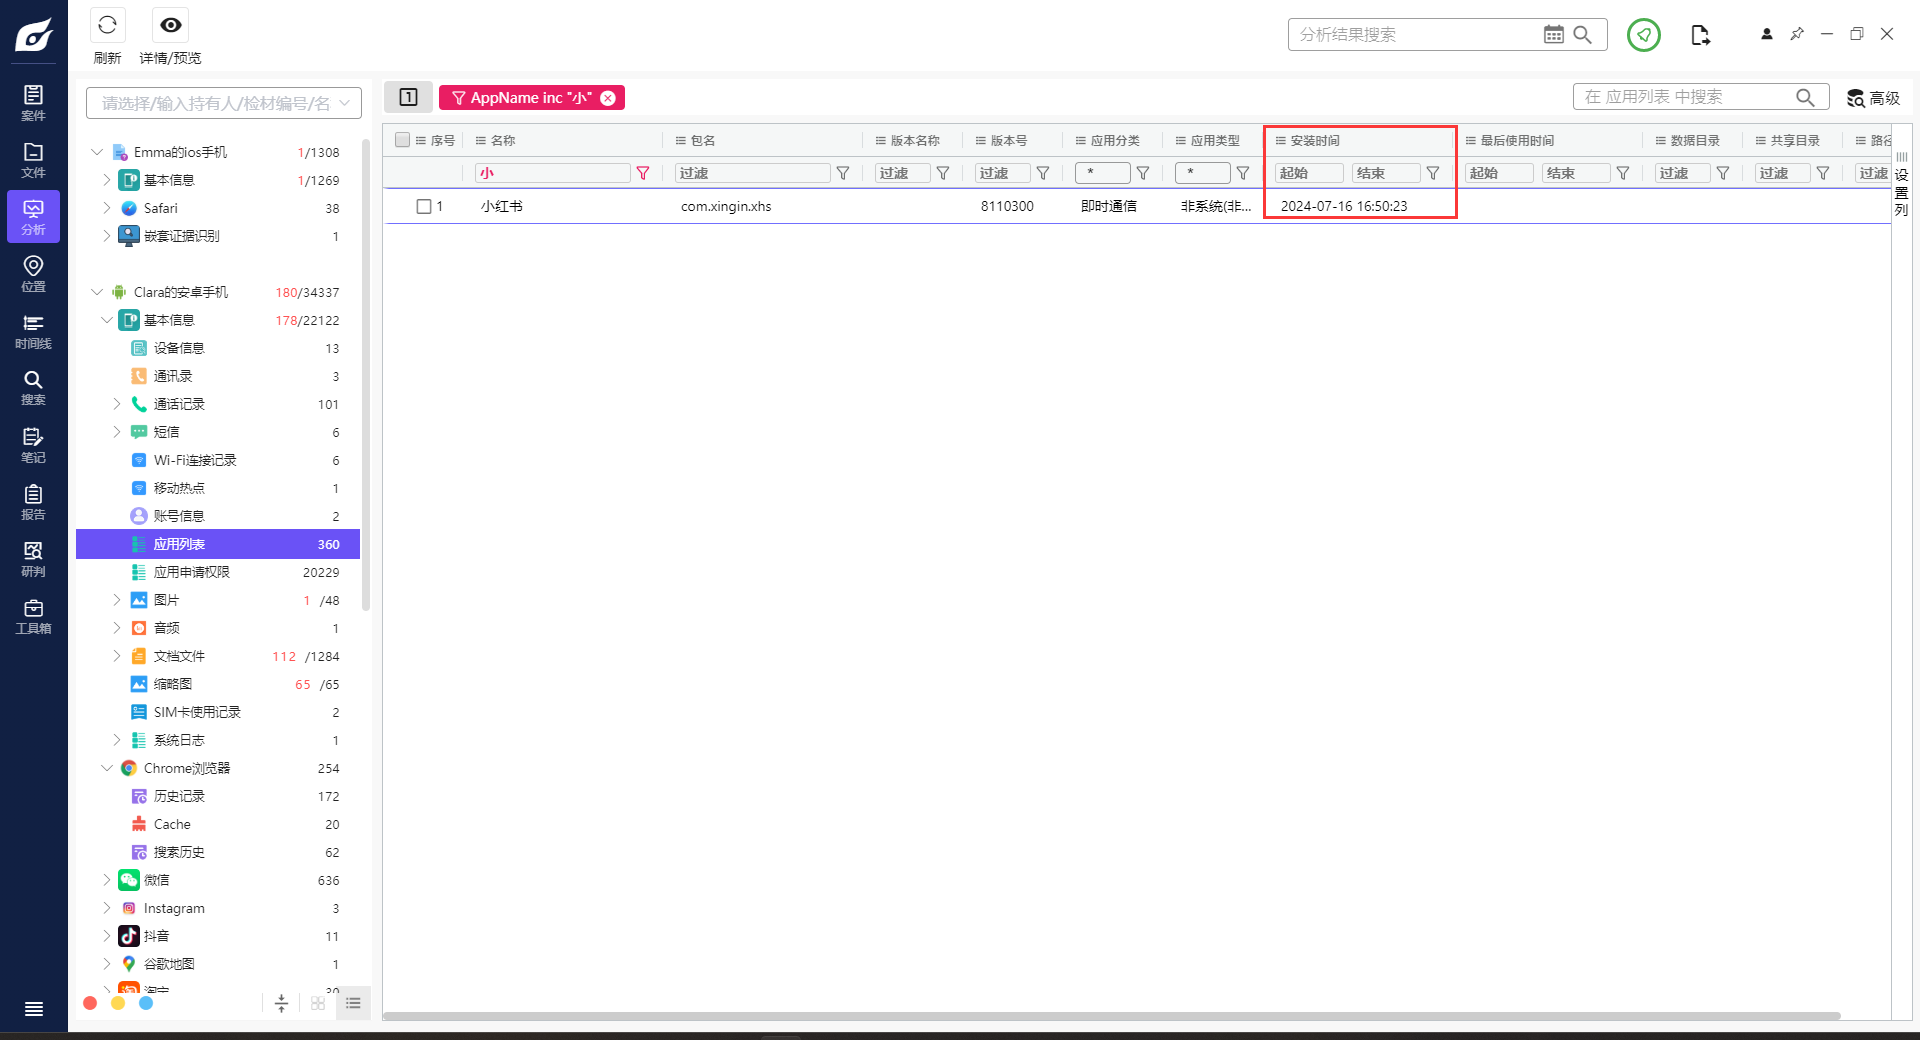 刷新
详情/预览
分析结果搜索
案件
文件
分析
位置
时间线
搜索
笔记
报告
研判
工具箱
请选择/输入持有人/检材编号/名
Emma的ios手机 1/1308
基本信息 1/1269
Safari 38
嵌套证据识别 1
Clara的安卓手机 180/34337
基本信息 178/22122
设备信息 13
通讯录 3
通话记录 101
短信 6
Wi-Fi连接记录 6
移动热点 1
账号信息 2
应用列表 360
应用申请权限 20229
图片 1 /48
音频 1
文档文件 112 /1284
缩略图 65 /65
SIM卡使用记录 2
系统日志 1
Chrome浏览器 254
历史记录 172
Cache 20
搜索历史 62
微信 636
Instagram 3
抖音 11
谷歌地图 1
淘宝 30
1 AppName inc "小"
在 应用列表 中搜索
高级
序号 名称 包名 版本名称 版本号 应用分类 应用类型 安装时间 最后使用时间 数据目录 共享目录 路径
小 过滤 过滤 过滤 * * 起始 结束 起始 结束 过滤 过滤 过滤
1 小红书 com.xingin.xhs 8110300 即时通信 非系统(非... 2024-07-16 16:50:23
设置列